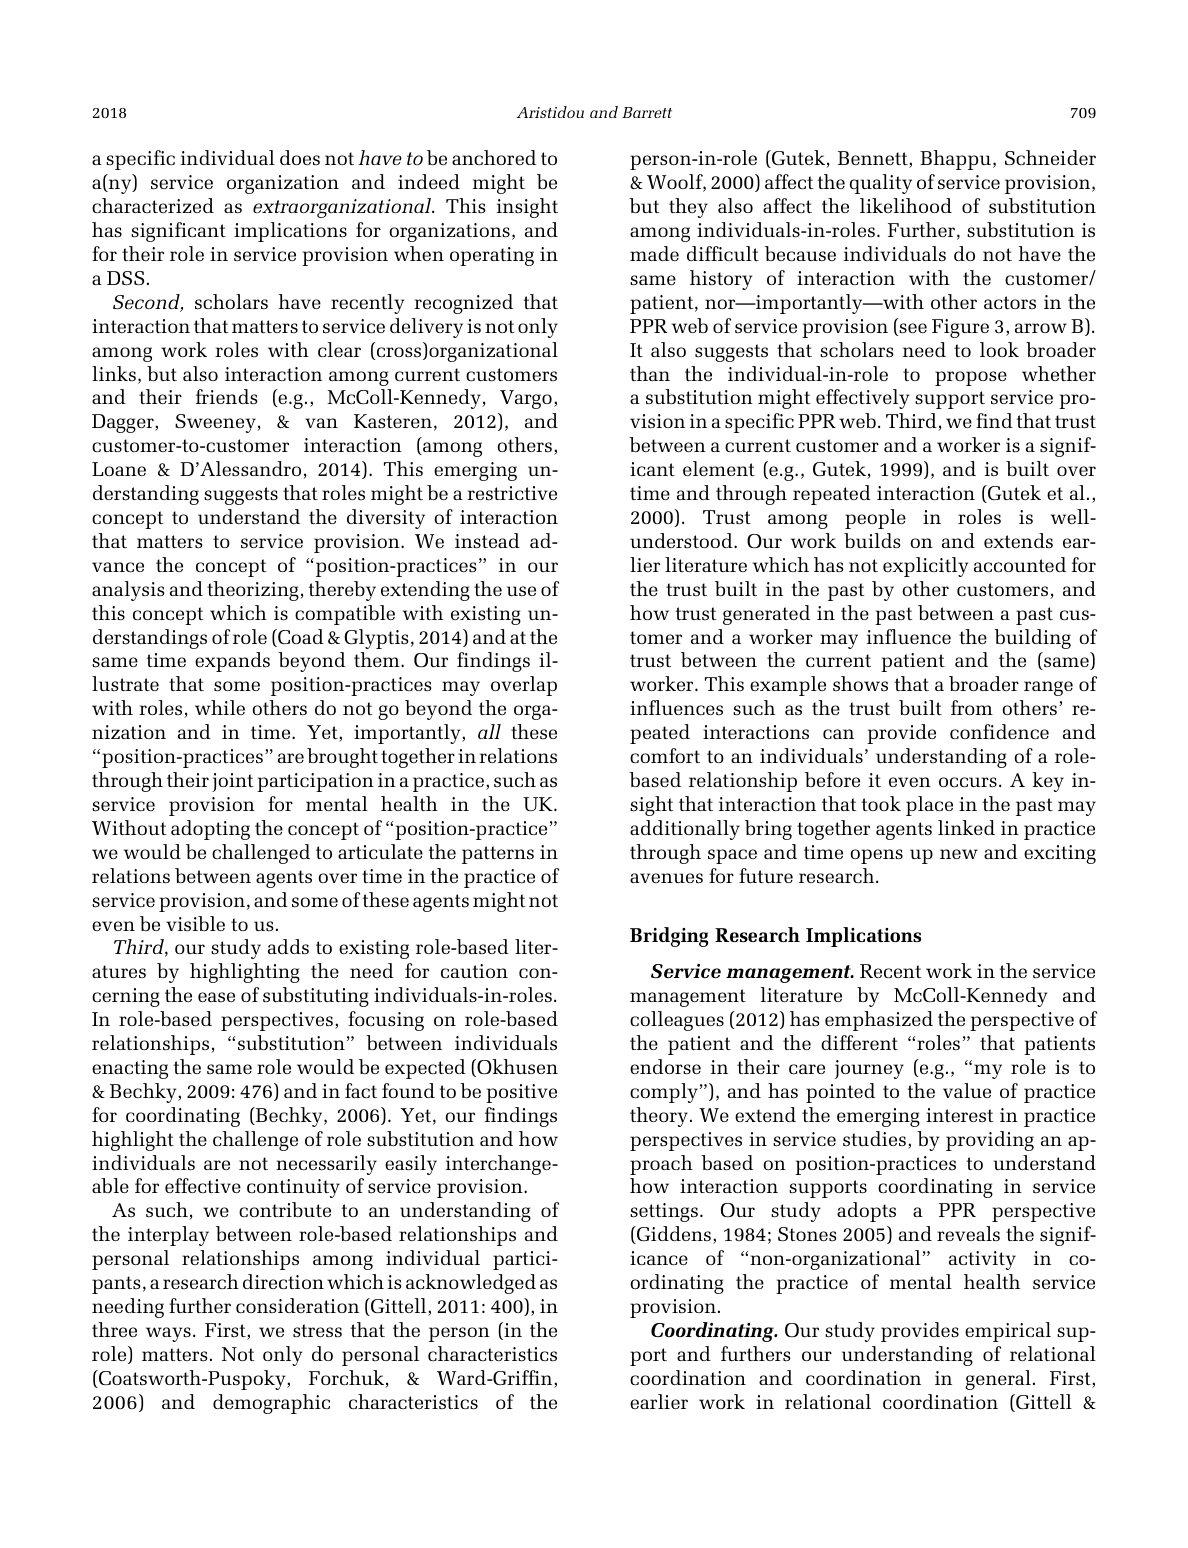 2018
Aristidou and Barrett
709
a specific individual does not have to be anchored to
a(ny) service organization and indeed might be
characterized as extraorganizational. This insight
has significant implications for organizations, and
for their role in service provision when operating in
a DSS.
Second, scholars have recently recognized that
interaction that matters to service delivery is not only
among work roles with clear (cross)organizational
links, but also interaction among current customers
and their friends (e.g., McColl-Kennedy, Vargo,
Dagger, Sweeney, & van Kasteren, 2012), and
customer-to-customer interaction (among others,
Loane & D’Alessandro, 2014). This emerging un-
derstanding suggests that roles might be a restrictive
concept to understand the diversity of interaction
that matters to service provision. We instead ad-
vance the concept of “position-practices” in our
analysis and theorizing, thereby extending the use of
this concept which is compatible with existing un-
derstandings of role (Coad & Glyptis, 2014) and at the
same time expands beyond them. Our findings il-
lustrate that some position-practices may overlap
with roles, while others do not go beyond the orga-
nization and in time. Yet, importantly, all these
“position-practices” are brought together in relations
through their joint participation in a practice, such as
service provision for mental health in the UK.
Without adopting the concept of “position-practice”
we would be challenged to articulate the patterns in
relations between agents over time in the practice of
service provision, and some of these agents might not
even be visible to us.
Third, our study adds to existing role-based liter-
atures by highlighting the need for caution con-
cerning the ease of substituting individuals-in-roles.
In role-based perspectives, focusing on role-based
relationships, “substitution” between individuals
enacting the same role would be expected (Okhusen
& Bechky, 2009: 476) and in fact found to be positive
for coordinating (Bechky, 2006). Yet, our findings
highlight the challenge of role substitution and how
individuals are not necessarily easily interchange-
able for effective continuity of service provision.
As such, we contribute to an understanding of
the interplay between role-based relationships and
personal relationships among individual partici-
pants, a research direction which is acknowledged as
needing further consideration (Gittell, 2011: 400), in
three ways. First, we stress that the person (in the
role) matters. Not only do personal characteristics
(Coatsworth-Puspoky, Forchuk, & Ward-Griffin,
2006) and demographic characteristics of the
person-in-role (Gutek, Bennett, Bhappu, Schneider
& Woolf, 2000) affect the quality of service provision,
but they also affect the likelihood of substitution
among individuals-in-roles. Further, substitution is
made difficult because individuals do not have the
same history of interaction with the customer/
patient, nor—importantly—with other actors in the
PPR web of service provision (see Figure 3, arrow B).
It also suggests that scholars need to look broader
than the individual-in-role to propose whether
a substitution might effectively support service pro-
vision in a specific PPR web. Third, we find that trust
between a current customer and a worker is a signif-
icant element (e.g., Gutek, 1999), and is built over
time and through repeated interaction (Gutek et al.,
2000). Trust among people in roles is well-
understood. Our work builds on and extends ear-
lier literature which has not explicitly accounted for
the trust built in the past by other customers, and
how trust generated in the past between a past cus-
tomer and a worker may influence the building of
trust between the current patient and the (same)
worker. This example shows that a broader range of
influences such as the trust built from others’ re-
peated interactions can provide confidence and
comfort to an individuals’ understanding of a role-
based relationship before it even occurs. A key in-
sight that interaction that took place in the past may
additionally bring together agents linked in practice
through space and time opens up new and exciting
avenues for future research.
Bridging Research Implications
Service management. Recent work in the service
management literature by McColl-Kennedy and
colleagues (2012) has emphasized the perspective of
the patient and the different “roles” that patients
endorse in their care journey (e.g., “my role is to
comply”), and has pointed to the value of practice
theory. We extend the emerging interest in practice
perspectives in service studies, by providing an ap-
proach based on position-practices to understand
how interaction supports coordinating in service
settings. Our study adopts a PPR perspective
(Giddens, 1984; Stones 2005) and reveals the signif-
icance of “non-organizational” activity in co-
ordinating the practice of mental health service
provision.
Coordinating. Our study provides empirical sup-
port and furthers our understanding of relational
coordination and coordination in general. First,
earlier work in relational coordination (Gittell &